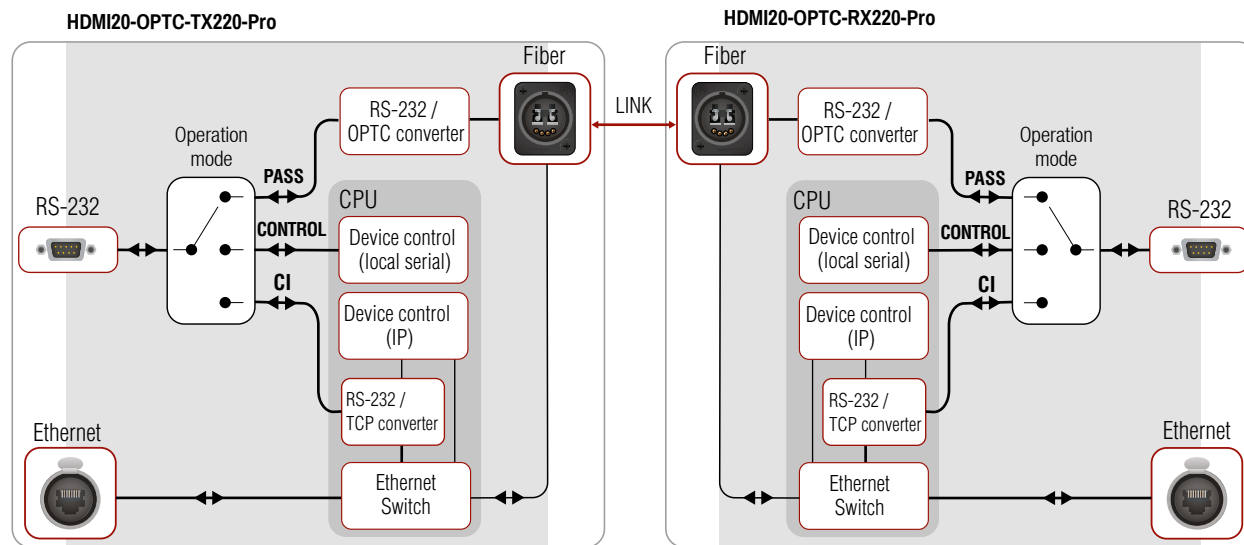 HDMI20-OPTC-TX220-Pro
HDMI20-OPTC-RX220-Pro
Fiber
LINK
Fiber
RS-232 /
OPTC converter
RS-232 /
OPTC converter
Operation
mode
Operation
mode
PASS
PASS
CPU
CPU
RS-232
RS-232
CONTROL
CONTROL
Device control
(local serial)
Device control
(local serial)
CI
CI
Device control
(IP)
Device control
(IP)
RS-232 /
TCP converter
RS-232 /
TCP converter
Ethernet
Ethernet
Ethernet
Switch
Ethernet
Switch